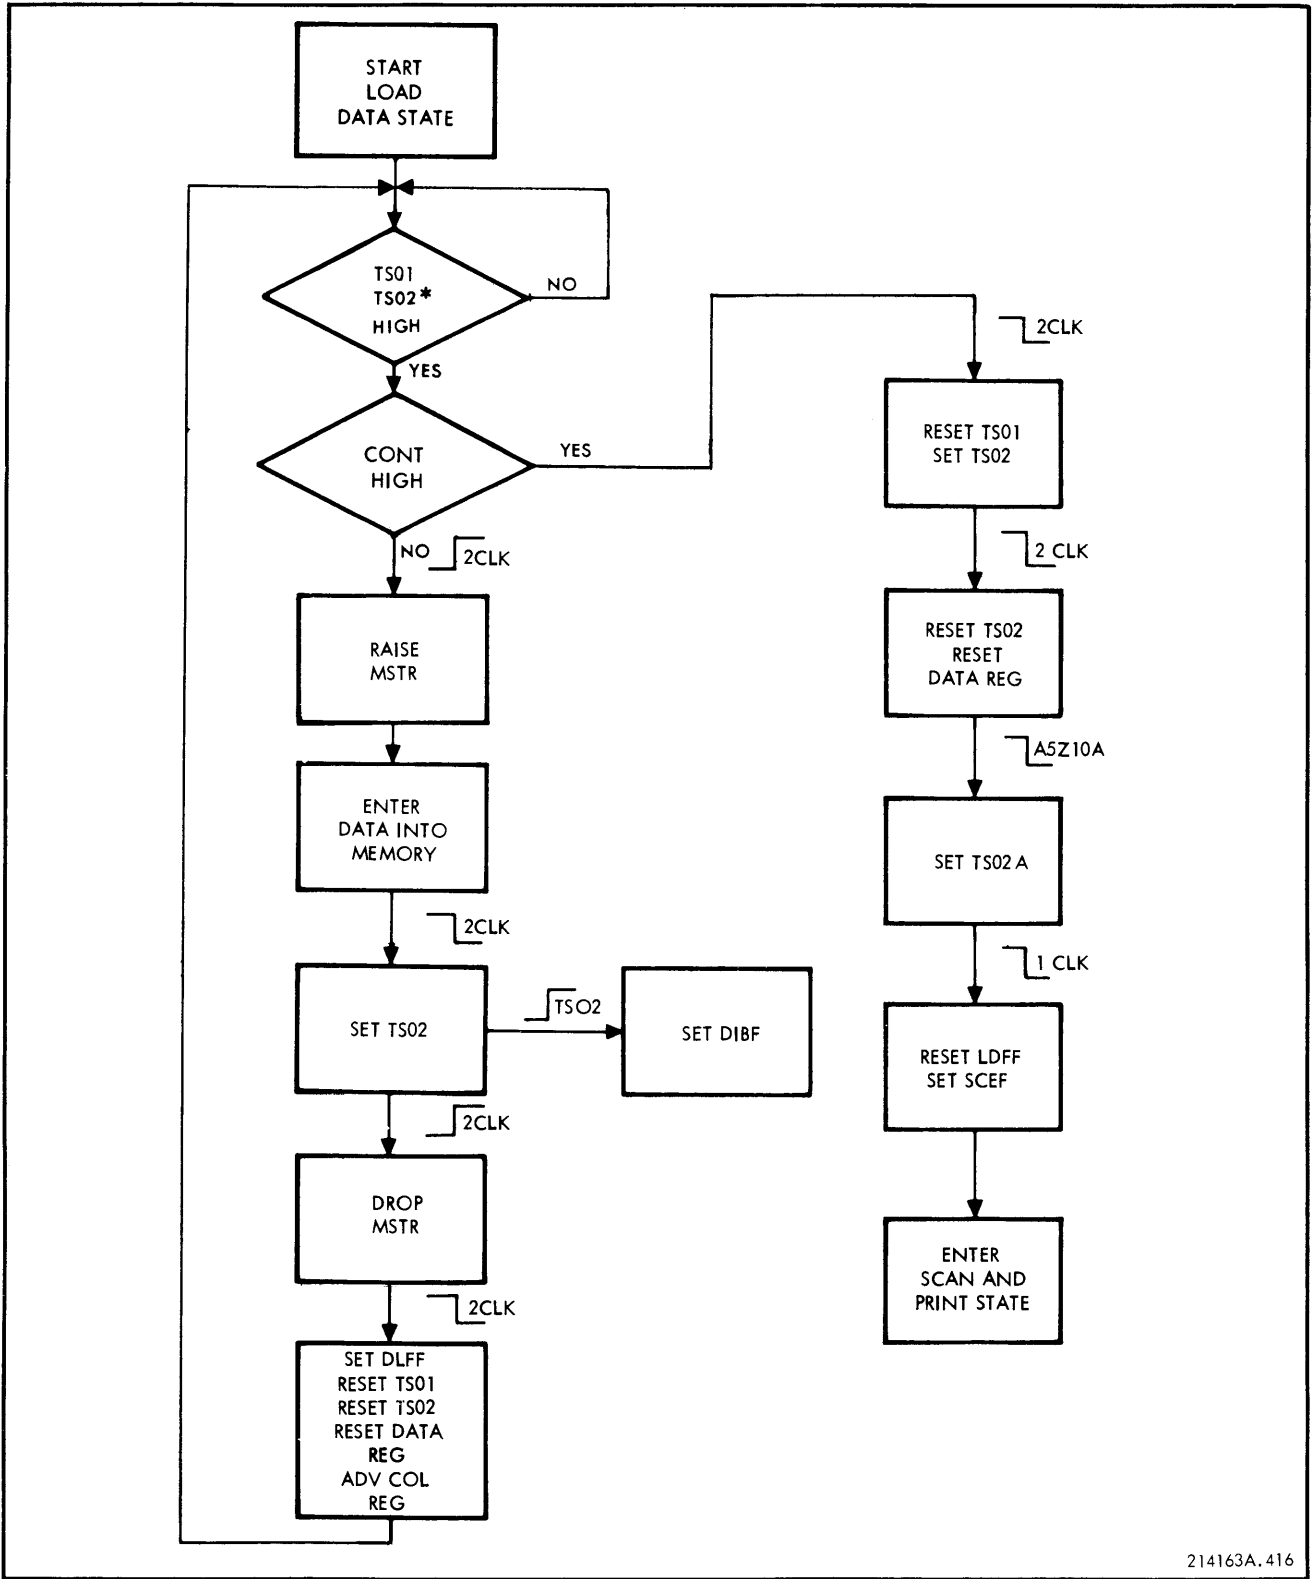 START
LOAD
DATA STATE
TS01
TS02*
HIGH
NO
YES
CONT
HIGH
YES
NO
2CLK
RAISE
MSTR
ENTER
DATA INTO
MEMORY
2CLK
SET TS02
TSO2
SET DIBF
2CLK
DROP
MSTR
2CLK
SET DLFF
RESET TS01
RESET TS02
RESET DATA
REG
ADV COL
REG
2CLK
RESET TS01
SET TS02
2 CLK
RESET TS02
RESET
DATA REG
A5Z10A
SET TS02A
1 CLK
RESET LDFF
SET SCEF
ENTER
SCAN AND
PRINT STATE
214163A.416